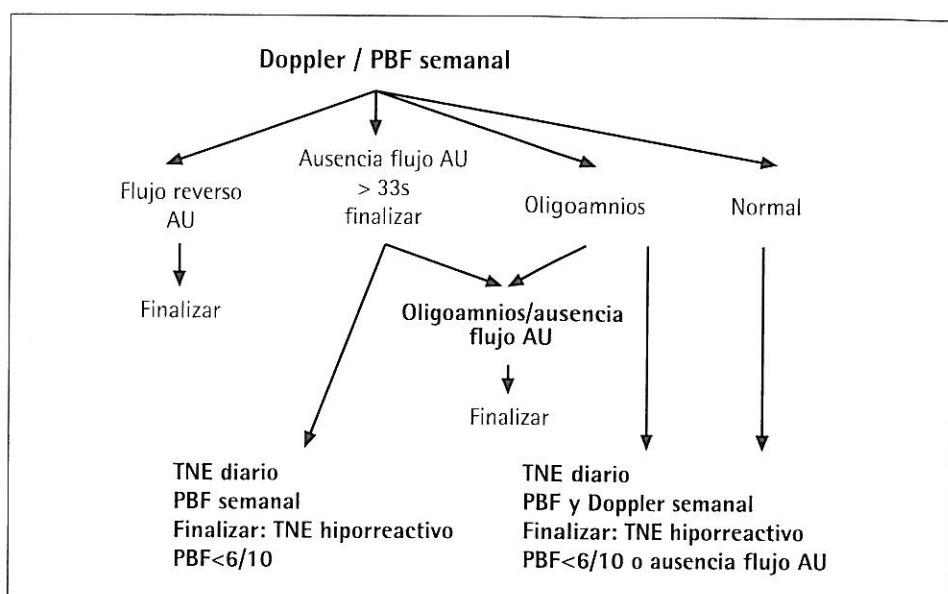 Doppler / PBF semanal
Flujo reverso
AU
Finalizar
Ausencia flujo AU
> 33s
finalizar
Oligoamnios
Normal
Oligoamnios/ausencia
flujo AU
Finalizar
TNE diario
PBF semanal
Finalizar: TNE hiporreactivo
PBF<6/10
TNE diario
PBF y Doppler semanal
Finalizar: TNE hiporreactivo
PBF<6/10 o ausencia flujo AU